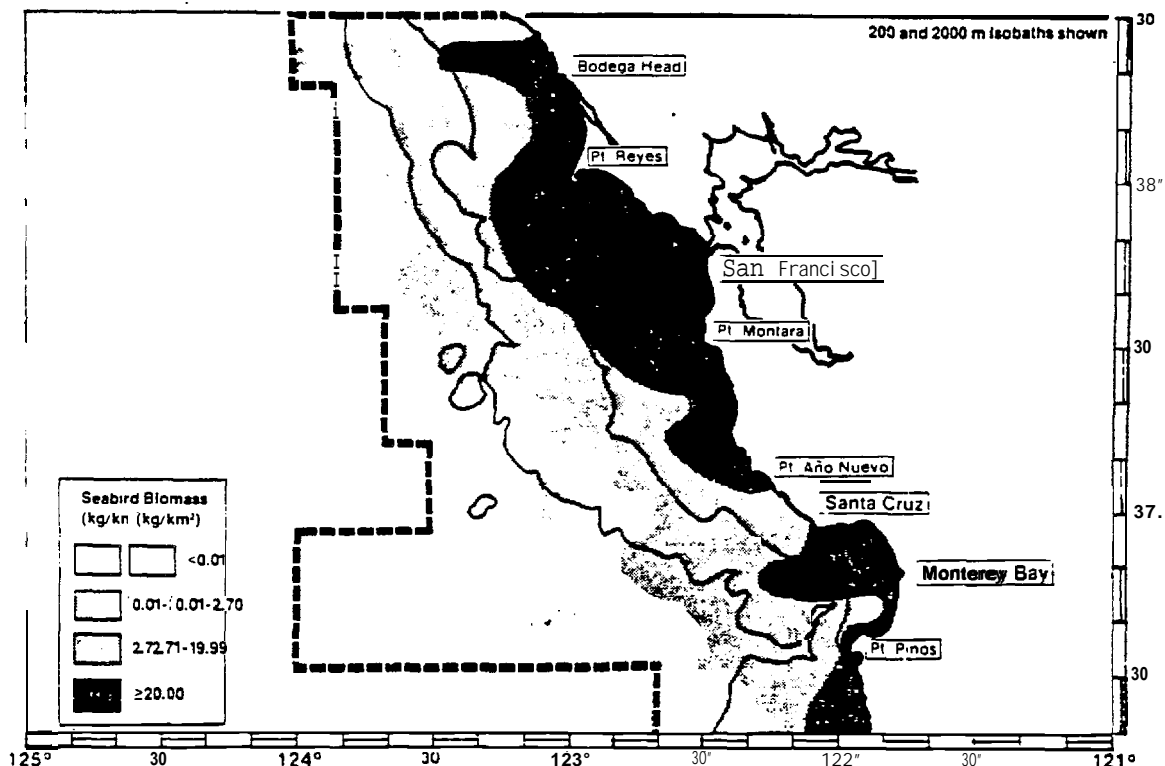 200 and 2000 m isobaths shown
30
Bodega Head
Pt Reyes
38"
San Francisco]
Pt Montara
30
Pt Año Nuevo
Santa Cruz
37.
Monterey Bay
Pt Pinos
30
Seabird Biomass
(kg/kn (kg/km²)
<0.01
0.01-0.01-2.70
2.72.71-19.99
≥20.00
125° 30 124° 30 123° 30" 122" 30" 121°